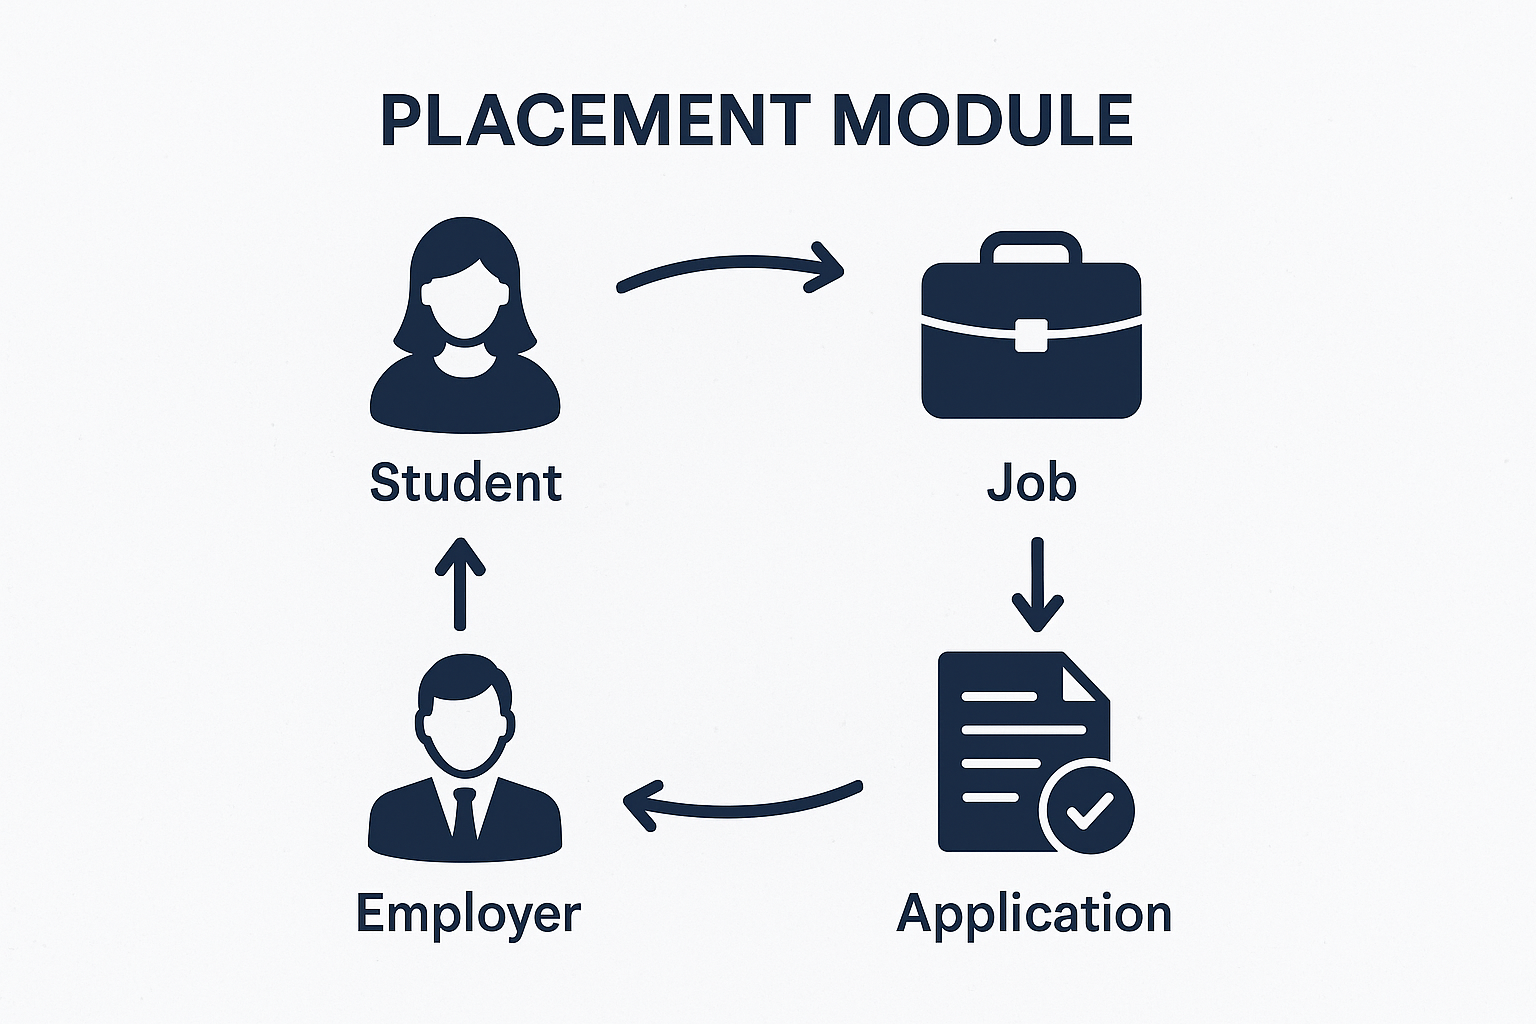 PLACEMENT MODULE
Student
Job
Employer
Application